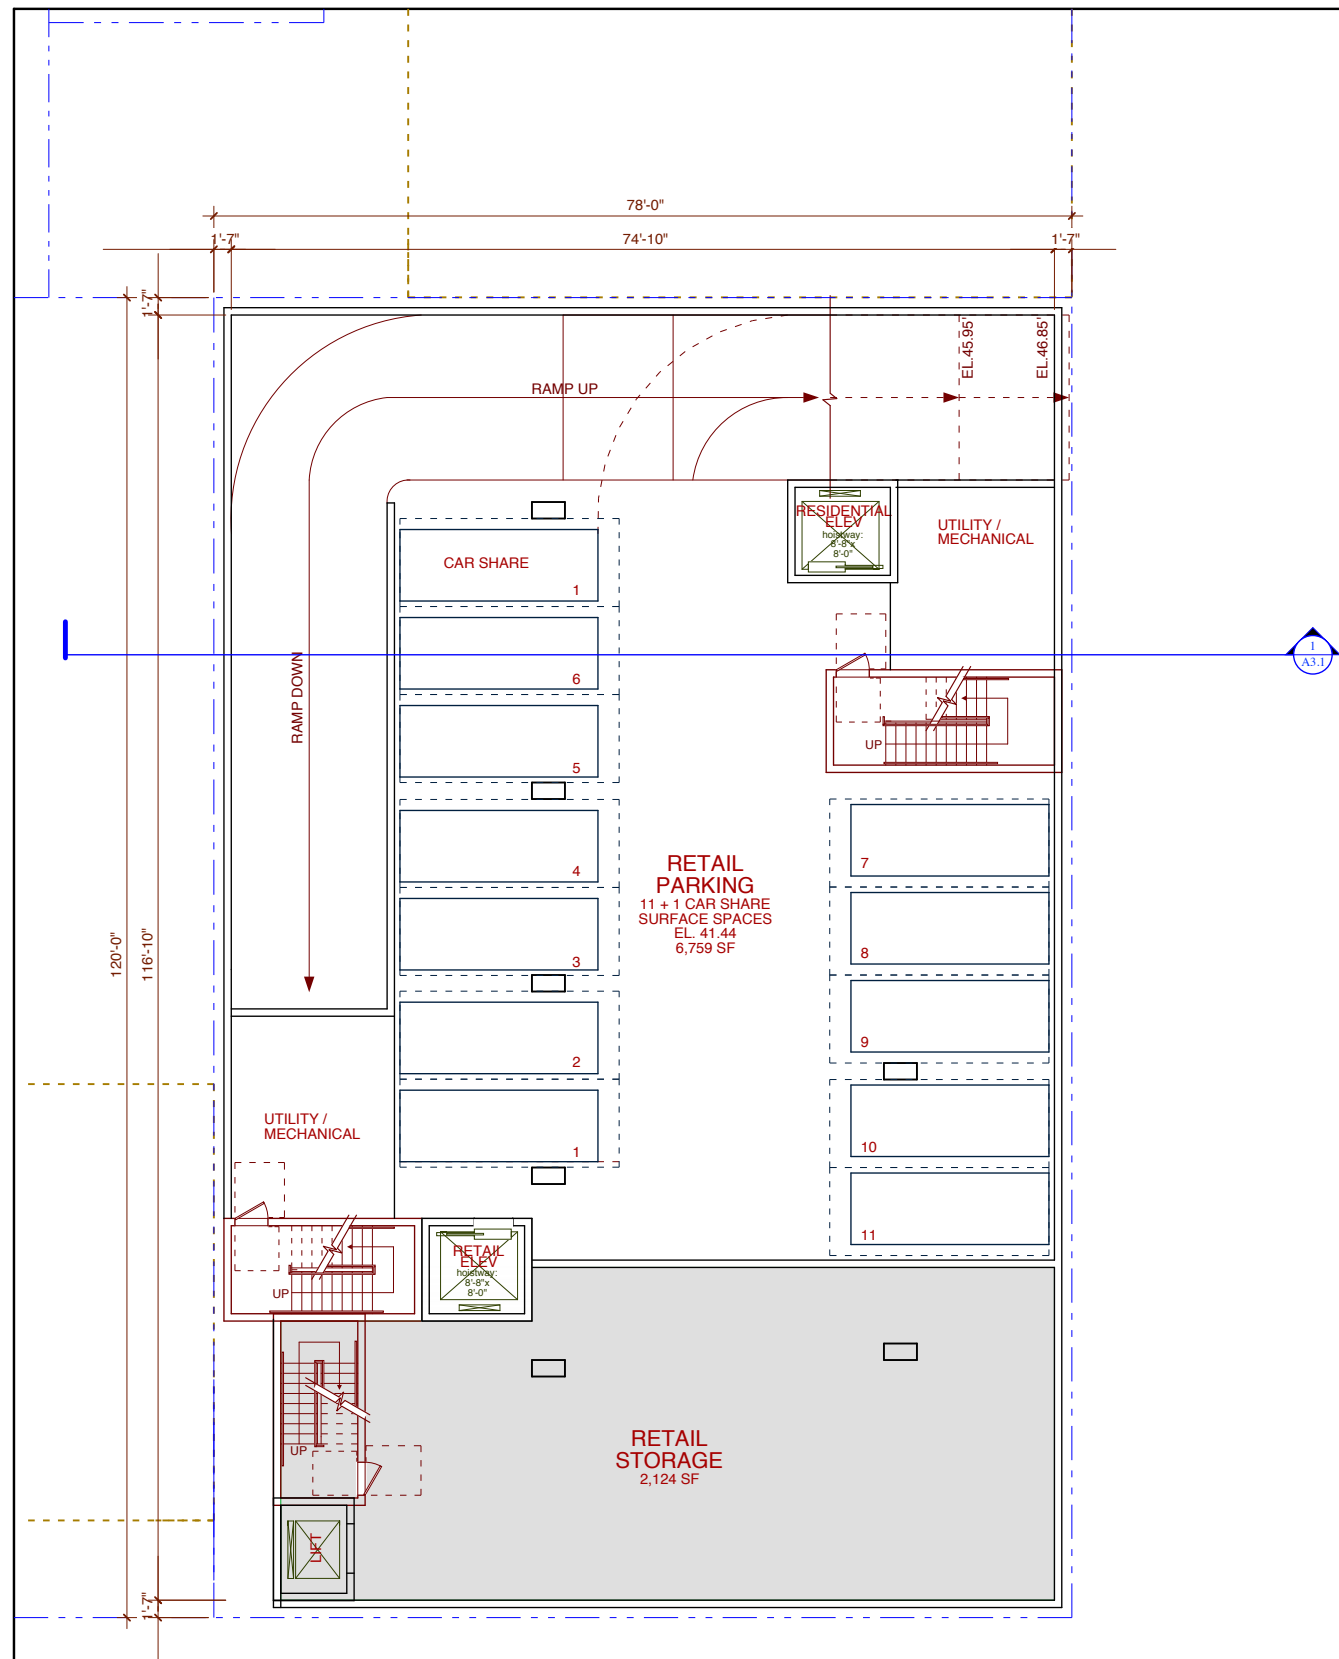 78'-0"
1'-7"
74'-10"
1'-7"
1'-7"
EL.45.95'
EL.46.85'
RAMP UP
RESIDENTIAL
ELEV
hoistway:
8'-8"x
8'-0"
UTILITY /
MECHANICAL
CAR SHARE
1
6
RAMP DOWN
1
A3.1
5
UP
4
7
RETAIL
PARKING
11 + 1 CAR SHARE
SURFACE SPACES
EL. 41.44
6,759 SF
120'-0"
116'-10"
3
8
2
9
UTILITY /
MECHANICAL
1
10
11
RETAIL
ELEV
hoistway:
8'-8"x
8'-0"
UP
UP
RETAIL
STORAGE
2,124 SF
LIFT
1'-7"